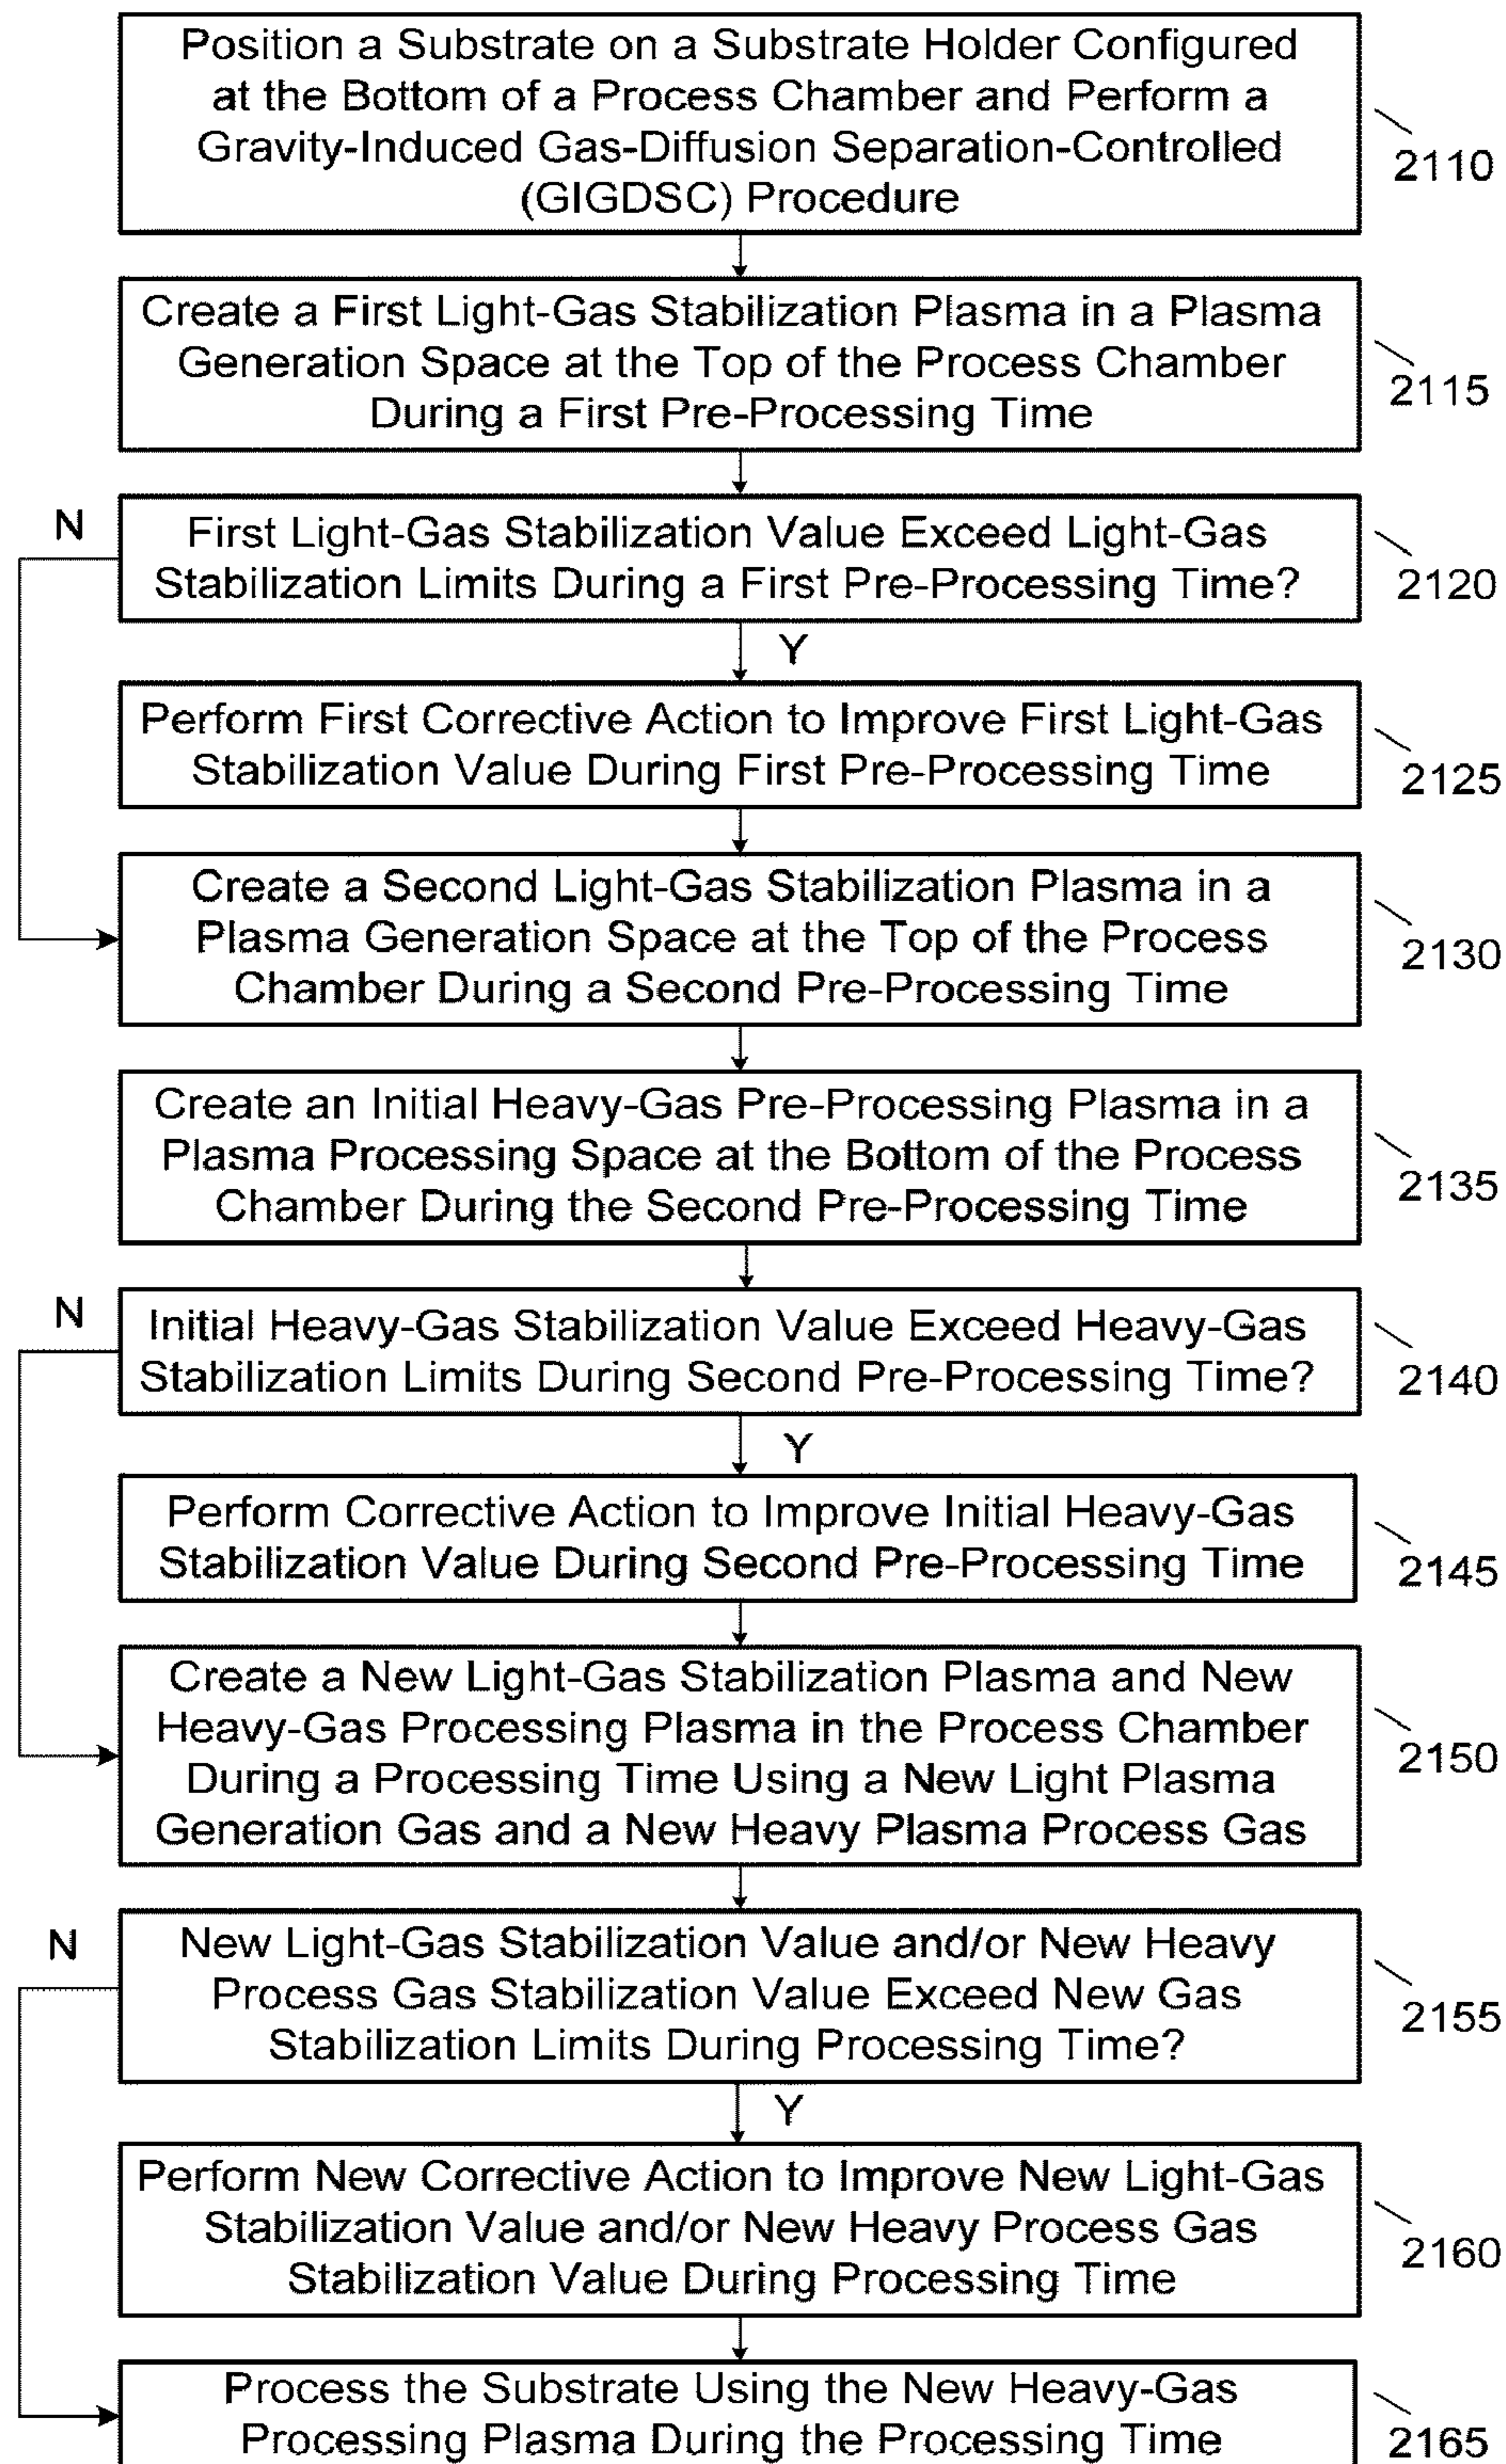 Position a Substrate on a Substrate Holder Configured
at the Bottom of a Process Chamber and Perform a
Gravity-Induced Gas-Diffusion Separation-Controlled
(GIGDSC) Procedure
2110
Create a First Light-Gas Stabilization Plasma in a Plasma
Generation Space at the Top of the Process Chamber
During a First Pre-Processing Time
2115
N
First Light-Gas Stabilization Value Exceed Light-Gas
Stabilization Limits During a First Pre-Processing Time?
2120
Y
Perform First Corrective Action to Improve First Light-Gas
Stabilization Value During First Pre-Processing Time
2125
Create a Second Light-Gas Stabilization Plasma in a
Plasma Generation Space at the Top of the Process
Chamber During a Second Pre-Processing Time
2130
Create an Initial Heavy-Gas Pre-Processing Plasma in a
Plasma Processing Space at the Bottom of the Process
Chamber During the Second Pre-Processing Time
2135
N
Initial Heavy-Gas Stabilization Value Exceed Heavy-Gas
Stabilization Limits During Second Pre-Processing Time?
2140
Y
Perform Corrective Action to Improve Initial Heavy-Gas
Stabilization Value During Second Pre-Processing Time
2145
Create a New Light-Gas Stabilization Plasma and New
Heavy-Gas Processing Plasma in the Process Chamber
During a Processing Time Using a New Light Plasma
Generation Gas and a New Heavy Plasma Process Gas
2150
N
New Light-Gas Stabilization Value and/or New Heavy
Process Gas Stabilization Value Exceed New Gas
Stabilization Limits During Processing Time?
2155
Y
Perform New Corrective Action to Improve New Light-Gas
Stabilization Value and/or New Heavy Process Gas
Stabilization Value During Processing Time
2160
Process the Substrate Using the New Heavy-Gas
Processing Plasma During the Processing Time
2165